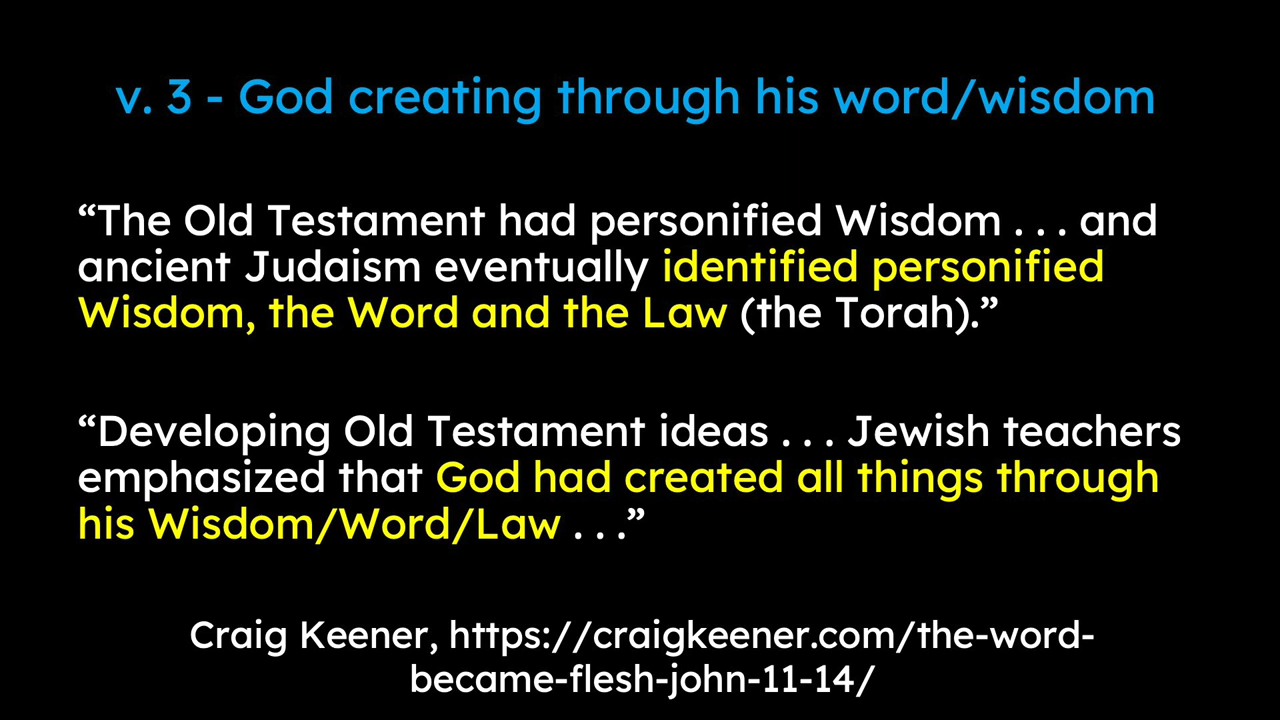 v. 3 - God creating through his word/wisdom
“The Old Testament had personified Wisdom . . . and
ancient Judaism eventually identified personified
Wisdom, the Word and the Law (the Torah).”
“Developing Old Testament ideas . . . Jewish teachers
emphasized that God had created all things through
his Wisdom/Word/Law . . .”
Craig Keener, https://craigkeener.com/the-word-
became-flesh-john-11-14/